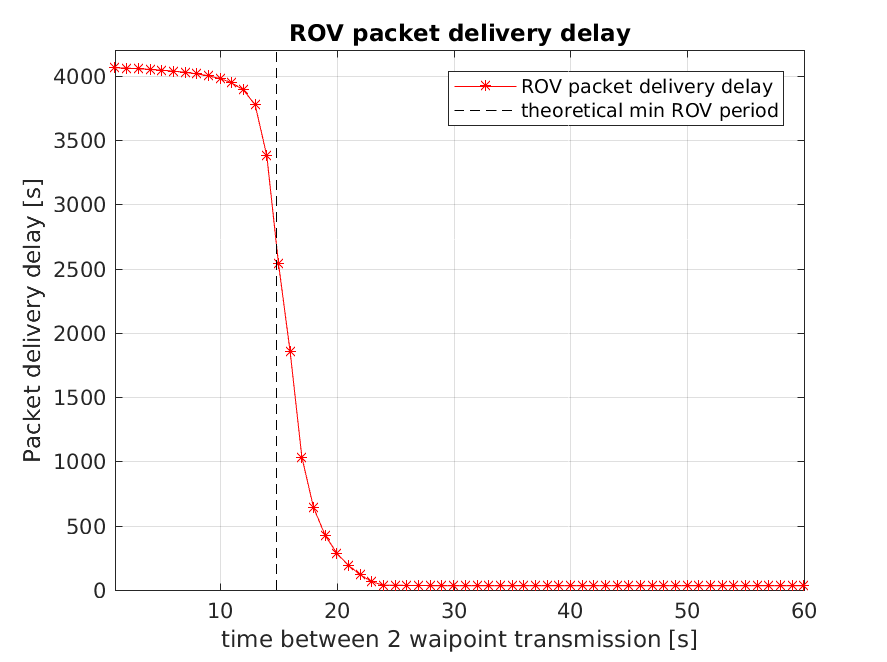 ROV packet delivery delay
ROV packet delivery delay
theoretical min ROV period
Packet delivery delay [s]
4000
3500
3000
2500
2000
1500
1000
500
0
10 20 30 40 50 60
time between 2 waipoint transmission [s]